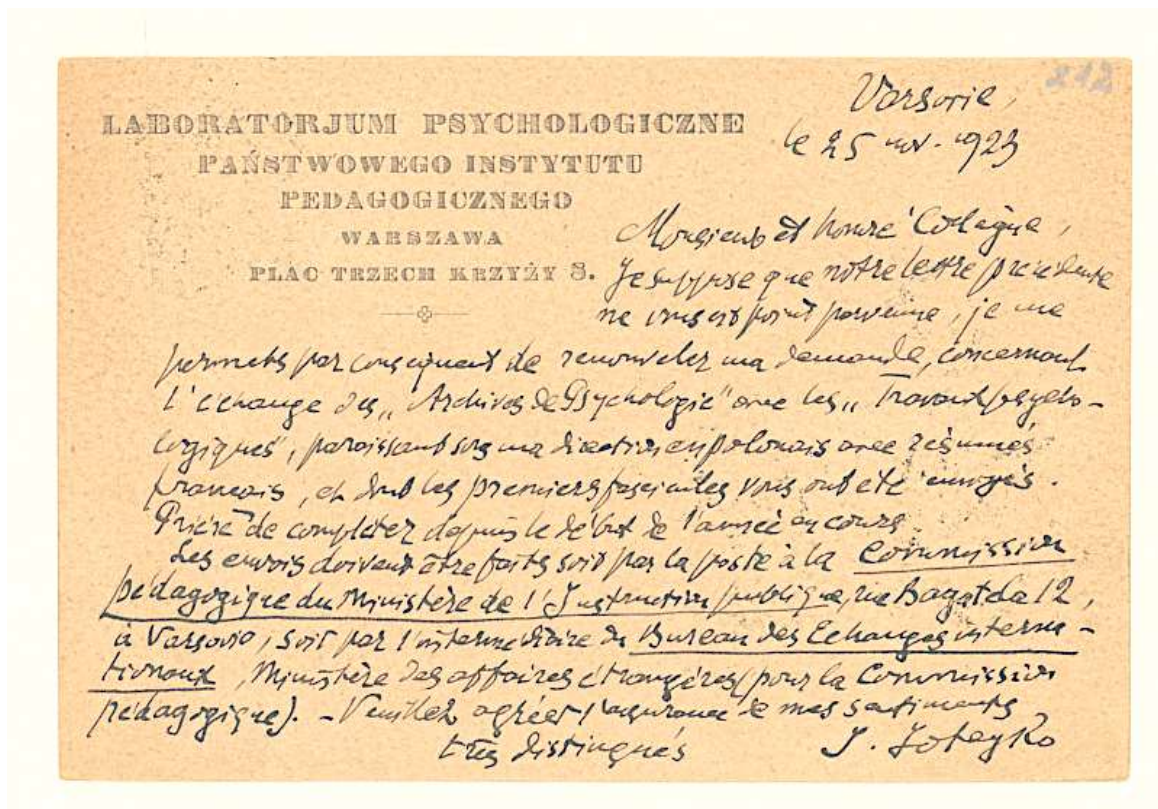 212
Varsovie,
le 25 nov. 1923
LABORATORJUM PSYCHOLOGICZNE
PAŃSTWOWEGO INSTYTUTU
PEDAGOGICZNEGO
WARSZAWA
PLAC TRZECH KRZYŻY 8.
Monsieur et honoré Collègue,
Je suppose que notre lettre précédente
ne vous est point parvenue, je me
permets par conséquent de renouveler ma demande, concernant
l'échange des „Archives de Psychologie" avec les „Travaux psycho-
logiques", paraissant sous ma direction en polonais avec résumés
français, et dont les premiers fascicules vous ont été envoyés.
Prière de compléter depuis le début de l'année en cours.
Les envois doivent être faits soit par la poste à la Commission
pédagogique du Ministère de l'Instruction publique, rue Bagatela 12,
à Varsovie, soit par l'intermédiaire du Bureau des Echanges interna-
tionaux, Ministère des affaires étrangères (pour la Commission
pédagogique). - Veuillez agréer l'assurance de mes sentiments
très distingués
J. Joteyko